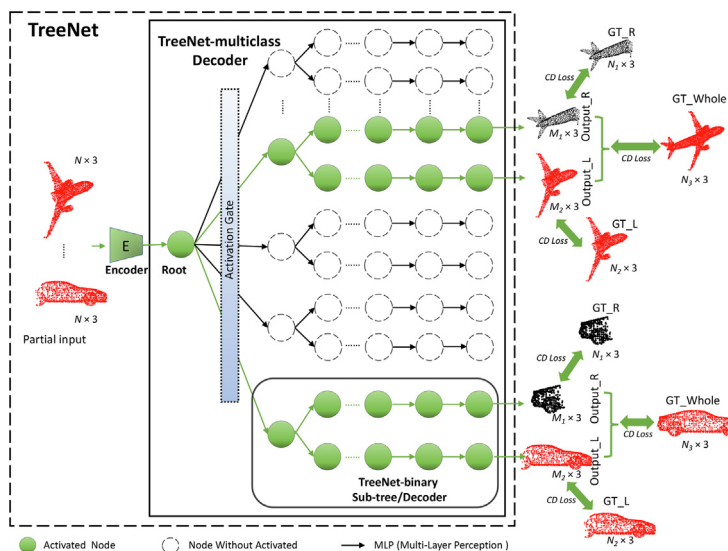 TreeNet
TreeNet-multiclass
Decoder
N × 3
N × 3
Partial input
E
Encoder
Root
Activation Gate
TreeNet-binary
Sub-tree/Decoder
GT_R
N₁ × 3
CD Loss
M₁ × 3
Output_R
GT_Whole
CD Loss
N₃ × 3
M₂ × 3
Output_L
CD Loss
GT_L
N₂ × 3
GT_R
N₁ × 3
CD Loss
M₁ × 3
Output_R
GT_Whole
CD Loss
N₃ × 3
M₂ × 3
Output_L
CD Loss
GT_L
N₂ × 3
Activated Node
Node Without Activated
MLP (Multi-Layer Perception )